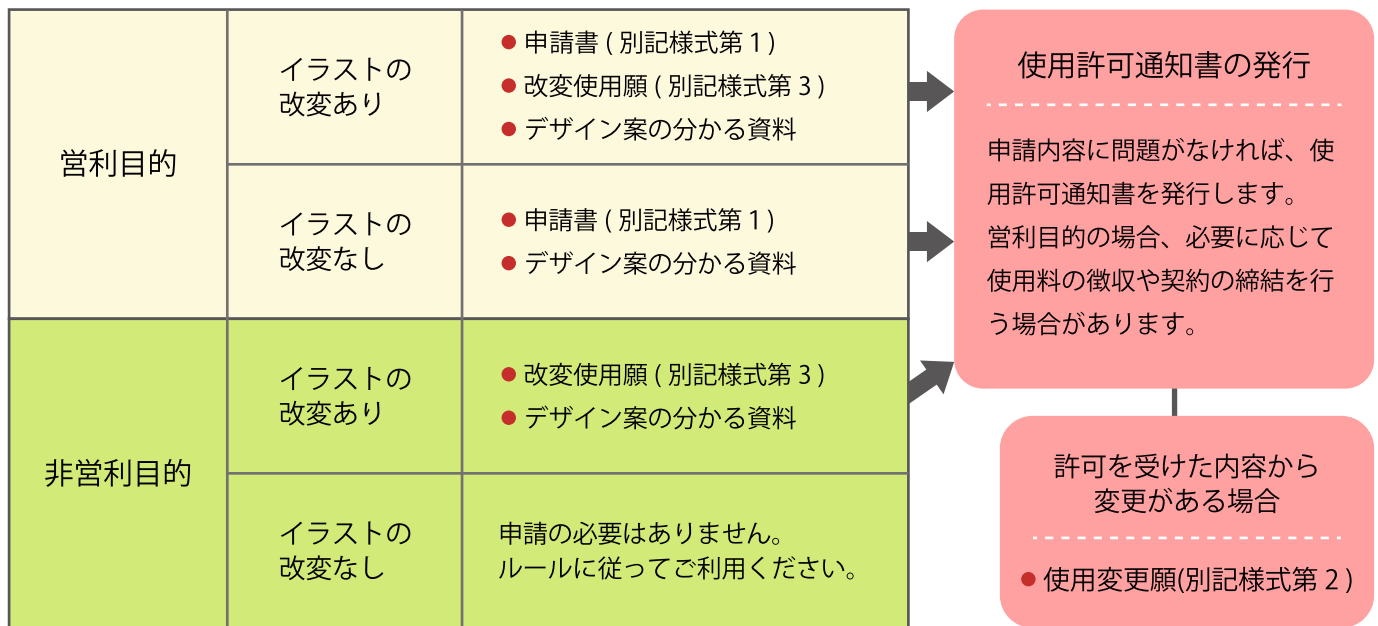 営利目的
イラストの
改変あり
申請書 ( 別記様式第 1 )
改変使用願 ( 別記様式第 3 )
デザイン案の分かる資料
イラストの
改変なし
申請書 ( 別記様式第 1 )
デザイン案の分かる資料
非営利目的
イラストの
改変あり
改変使用願 ( 別記様式第 3 )
デザイン案の分かる資料
イラストの
改変なし
申請の必要はありません。
ルールに従ってご利用ください。
使用許可通知書の発行
申請内容に問題がなければ、使
用許可通知書を発行します。
営利目的の場合、必要に応じて
使用料の徴収や契約の締結を行
う場合があります。
許可を受けた内容から
変更がある場合
使用変更願(別記様式第 2 )